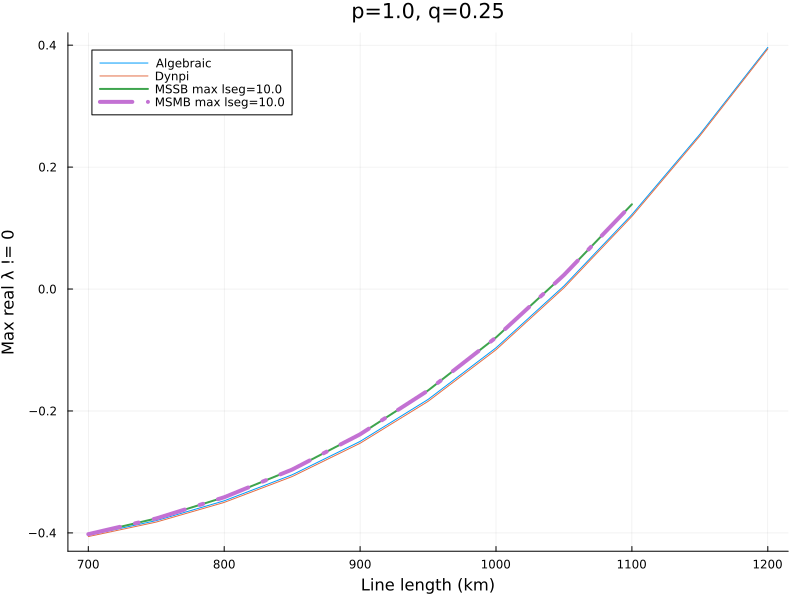 p=1.0, q=0.25
Max real λ != 0
0.4
0.2
0.0
−0.2
−0.4
Algebraic
Dynpi
MSSB max lseg=10.0
MSMB max lseg=10.0
700
800
900
1000
1100
1200
Line length (km)